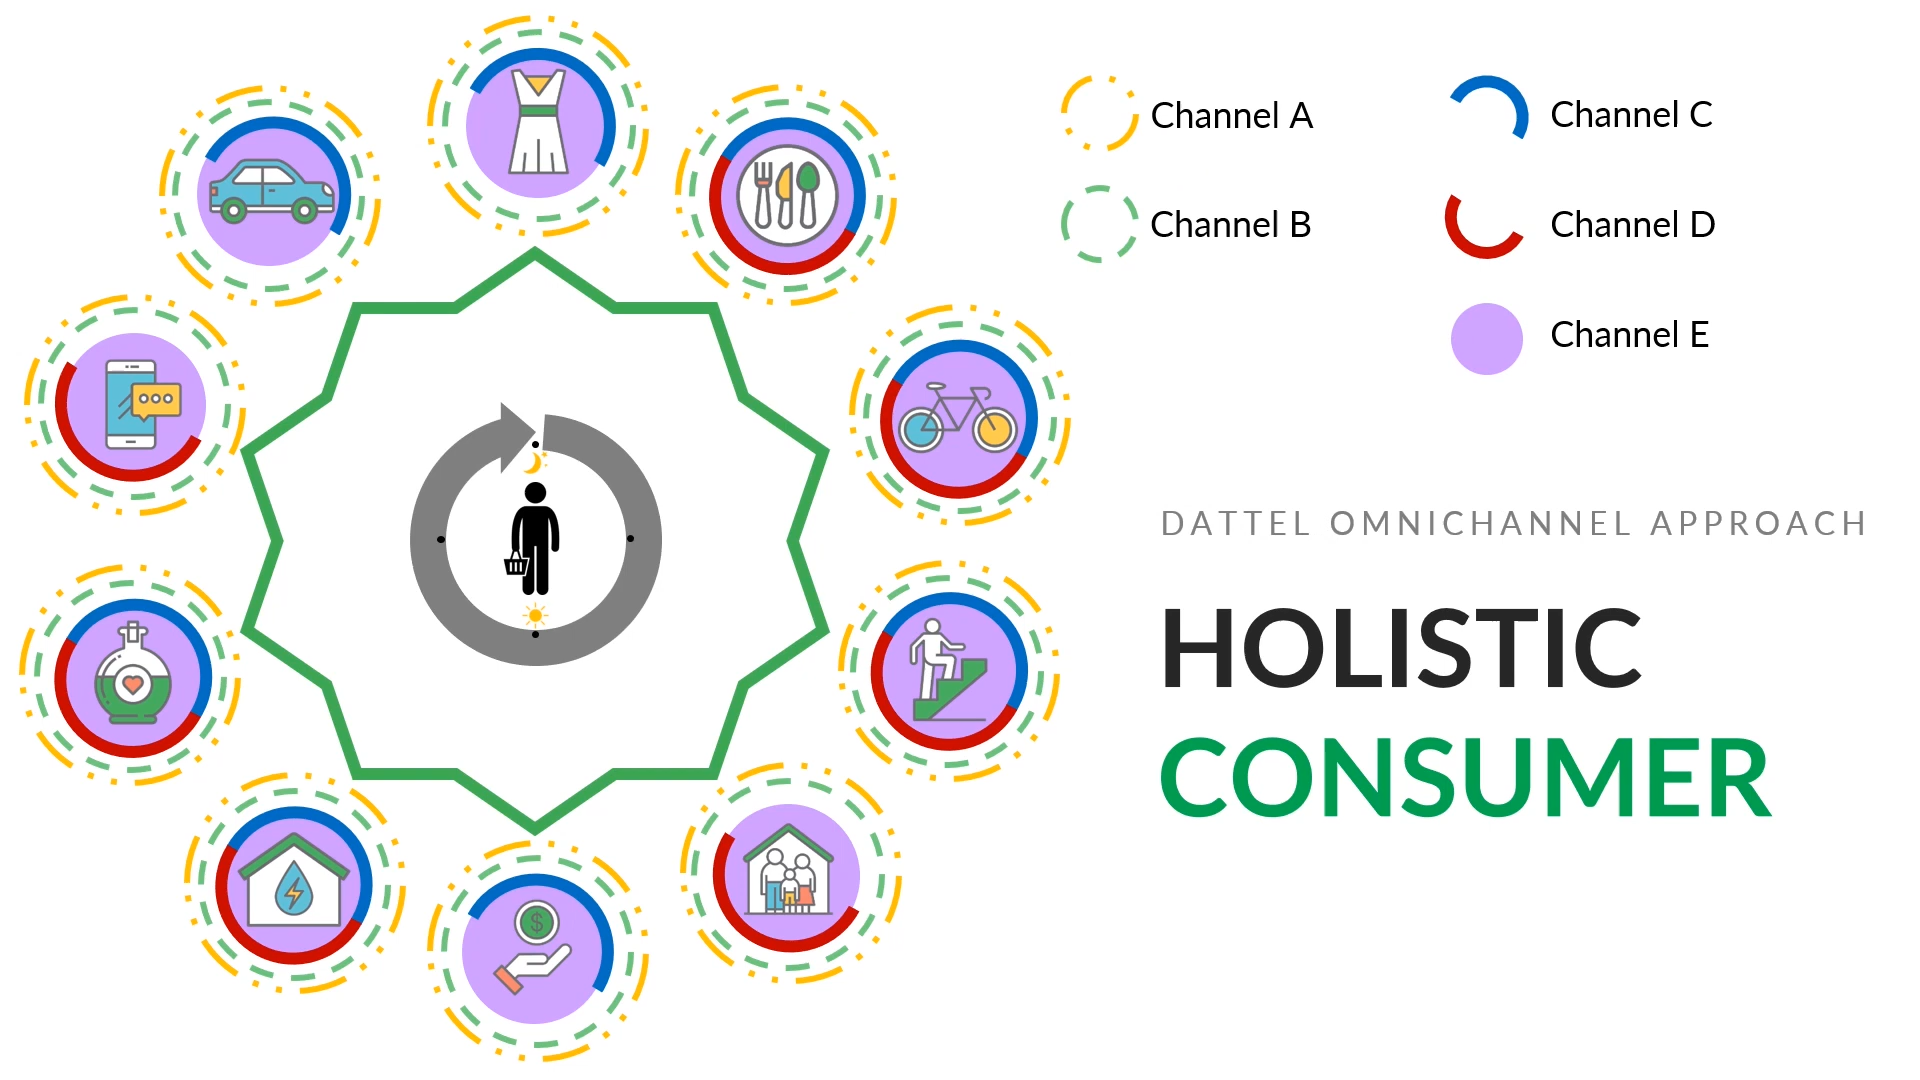 Channel A
Channel C
Channel B
Channel D
Channel E
DATTEL OMNICHANNEL APPROACH
HOLISTIC
CONSUMER
$